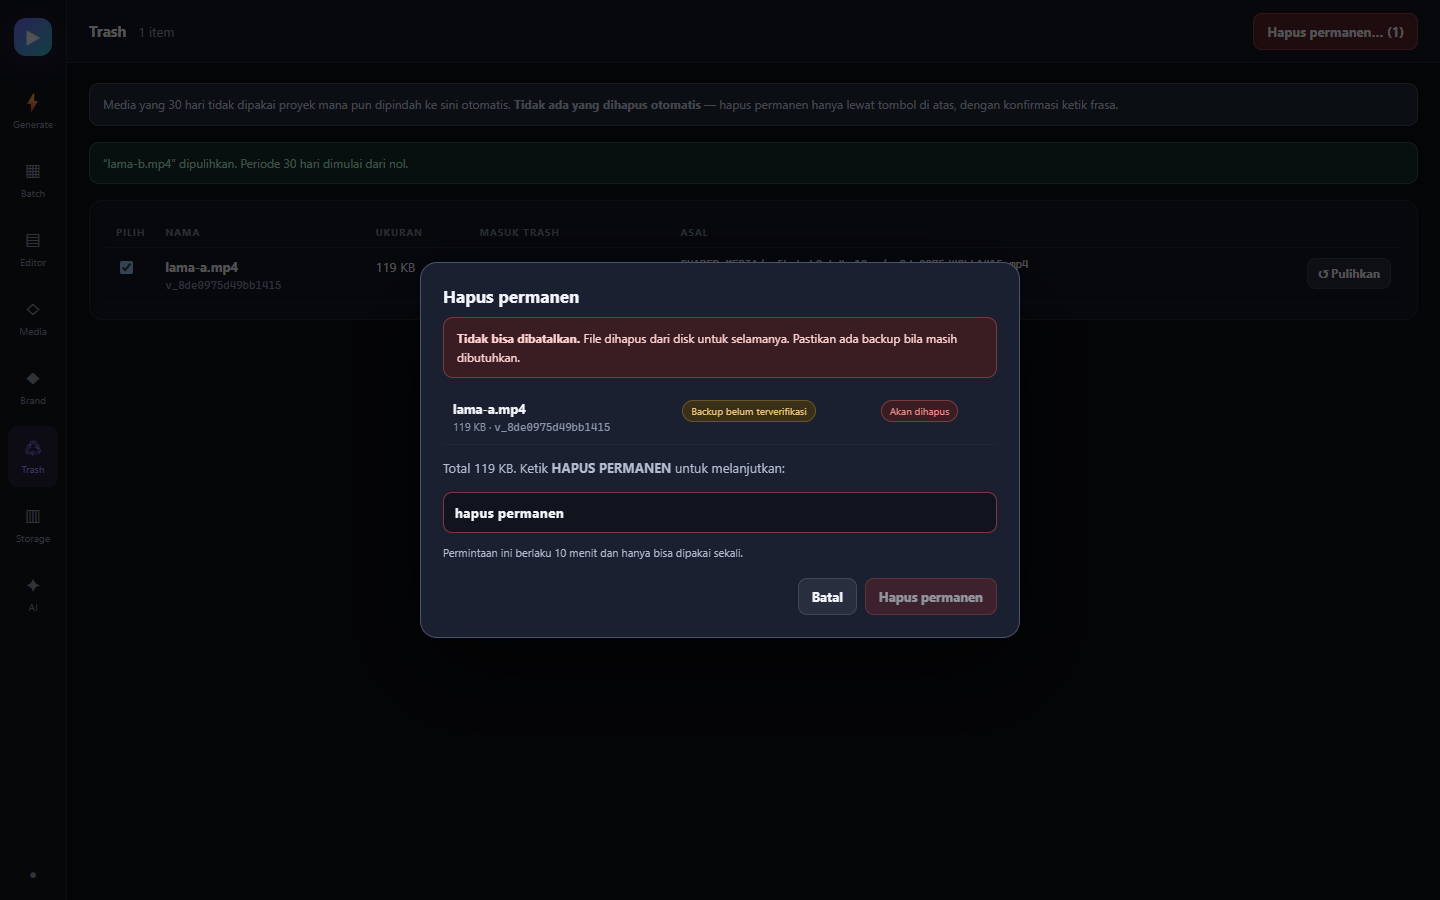 Trash 1 item
Hapus permanen... (1)
Media yang 30 hari tidak dipakai proyek mana pun dipindah ke sini otomatis. Tidak ada yang dihapus otomatis — hapus permanen hanya lewat tombol di atas, dengan konfirmasi ketik frasa.
"lama-b.mp4" dipulihkan. Periode 30 hari dimulai dari nol.
Generate
Batch
Editor
Media
Brand
Trash
Storage
AI
PILIH NAMA UKURAN MASUK TRASH ASAL
lama-a.mp4 119 KB
v_8de0975d49bb1415
Pulihkan
Hapus permanen
Tidak bisa dibatalkan. File dihapus dari disk untuk selamanya. Pastikan ada backup bila masih
dibutuhkan.
lama-a.mp4 Backup belum terverifikasi Akan dihapus
119 KB · v_8de0975d49bb1415
Total 119 KB. Ketik HAPUS PERMANEN untuk melanjutkan:
hapus permanen
Permintaan ini berlaku 10 menit dan hanya bisa dipakai sekali.
Batal Hapus permanen